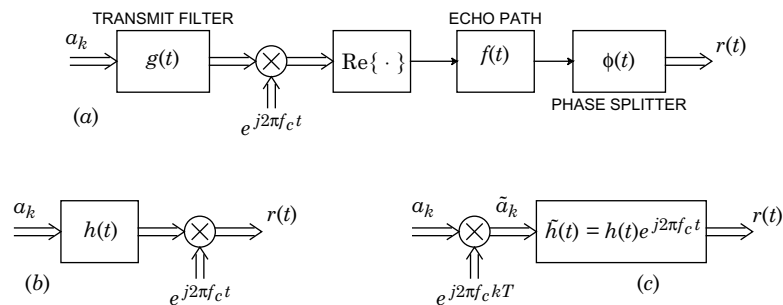 TRANSMIT FILTER
ECHO PATH
a_k
g(t)
Re{ · }
f(t)
ϕ(t)
r(t)
e^{j2πf_c t}
PHASE SPLITTER
(a)
a_k
h(t)
r(t)
e^{j2πf_c t}
(b)
a_k
ã_k
h̃(t) = h(t)e^{j2πf_c t}
r(t)
e^{j2πf_c kT}
(c)